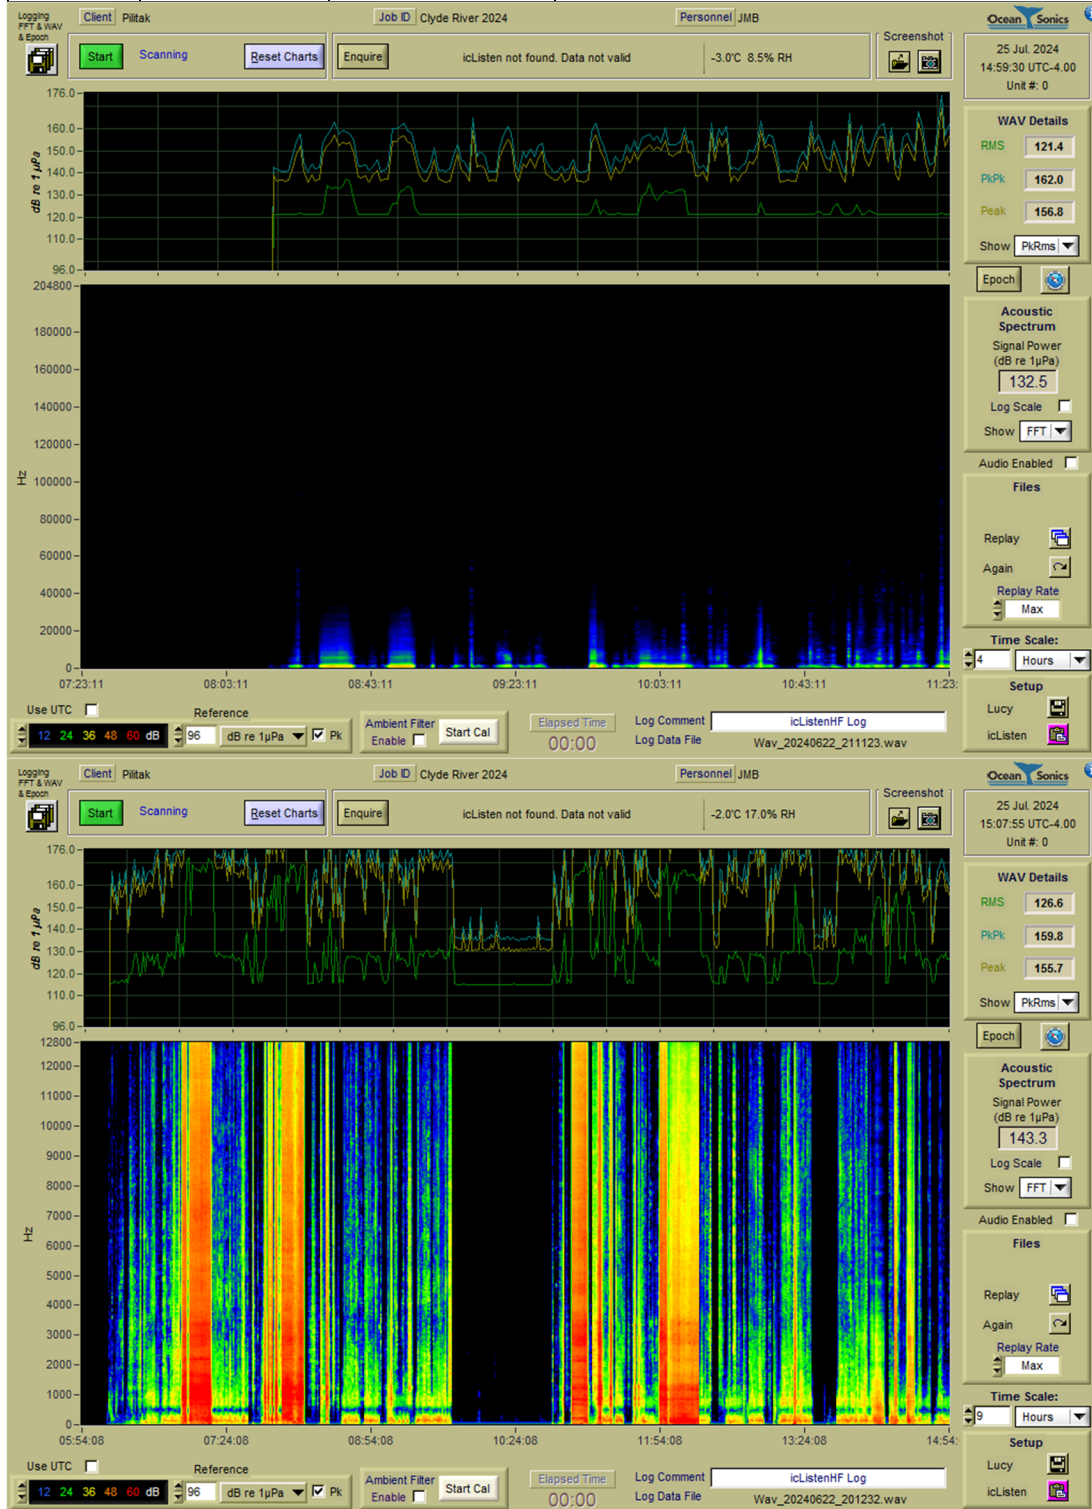 Logging
FFT & WAV
& Epoch
Client Pilitak Job ID Clyde River 2024 Personnel JMB
Ocean Sonics
Start Scanning Reset Charts Enquire icListen not found. Data not valid -3.0'C 8.5% RH
Screenshot
25 Jul. 2024
14:59:30 UTC-4.00
Unit #: 0
176.0
160.0
150.0
140.0
130.0
120.0
110.0
96.0
dB re 1 µPa
WAV Details
RMS 121.4
PkPk 162.0
Peak 156.8
Show PkRms
Epoch
204800
180000
160000
140000
120000
100000
80000
60000
40000
20000
0
Hz
07:23:11 08:03:11 08:43:11 09:23:11 10:03:11 10:43:11 11:23:
Acoustic
Spectrum
Signal Power
(dB re 1µPa)
132.5
Log Scale
Show FFT
Audio Enabled
Files
Replay
Again
Replay Rate
Max
Time Scale:
4 Hours
Setup
Lucy
icListen
Use UTC
Reference
12 24 36 48 60 dB 96 dB re 1µPa Pk
Ambient Filter
Enable Start Cal
Elapsed Time
00:00
Log Comment icListenHF Log
Log Data File Wav_20240622_211123.wav
Logging
FFT & WAV
& Epoch
Client Pilitak Job ID Clyde River 2024 Personnel JMB
Ocean Sonics
Start Scanning Reset Charts Enquire icListen not found. Data not valid -2.0'C 17.0% RH
Screenshot
25 Jul. 2024
15:07:55 UTC-4.00
Unit #: 0
176.0
160.0
150.0
140.0
130.0
120.0
110.0
96.0
dB re 1 µPa
WAV Details
RMS 126.6
PkPk 159.8
Peak 155.7
Show PkRms
Epoch
12800
12000
11000
10000
9000
8000
7000
6000
5000
4000
3000
2000
1000
0
Hz
05:54:08 07:24:08 08:54:08 10:24:08 11:54:08 13:24:08 14:54:
Acoustic
Spectrum
Signal Power
(dB re 1µPa)
143.3
Log Scale
Show FFT
Audio Enabled
Files
Replay
Again
Replay Rate
Max
Time Scale:
9 Hours
Setup
Lucy
icListen
Use UTC
Reference
12 24 36 48 60 dB 96 dB re 1µPa Pk
Ambient Filter
Enable Start Cal
Elapsed Time
00:00
Log Comment icListenHF Log
Log Data File Wav_20240622_201232.wav